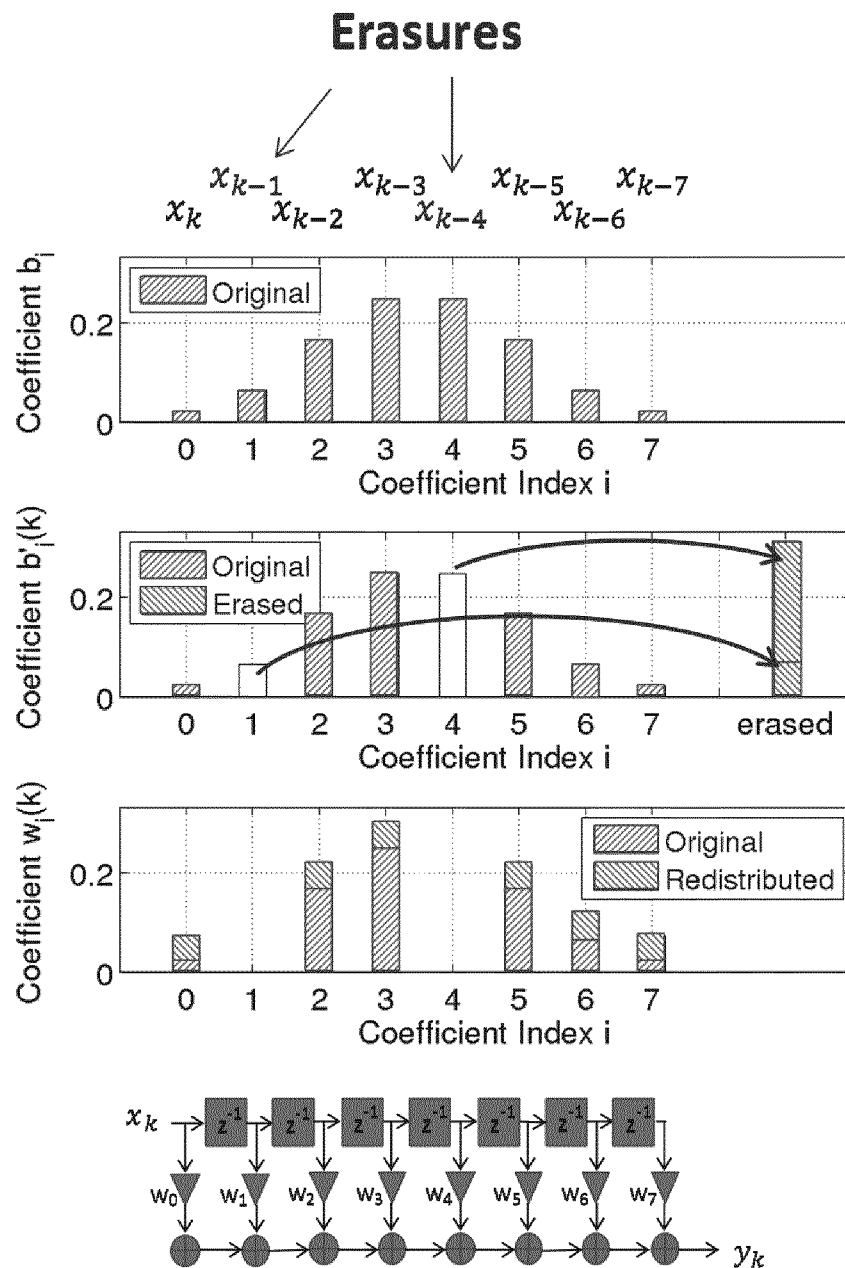 Erasures
x_{k-1} x_{k-3} x_{k-5} x_{k-7}
x_k x_{k-2} x_{k-4} x_{k-6}
Coefficient b_i
Original
0.2
0
0 1 2 3 4 5 6 7
Coefficient Index i
Coefficient b'_i(k)
Original
Erased
0.2
0
0 1 2 3 4 5 6 7 erased
Coefficient Index i
Coefficient w_i(k)
Original
Redistributed
0.2
0
0 1 2 3 4 5 6 7
Coefficient Index i
x_k z^{-1} z^{-1} z^{-1} z^{-1} z^{-1} z^{-1} z^{-1}
w_0 w_1 w_2 w_3 w_4 w_5 w_6 w_7
y_k